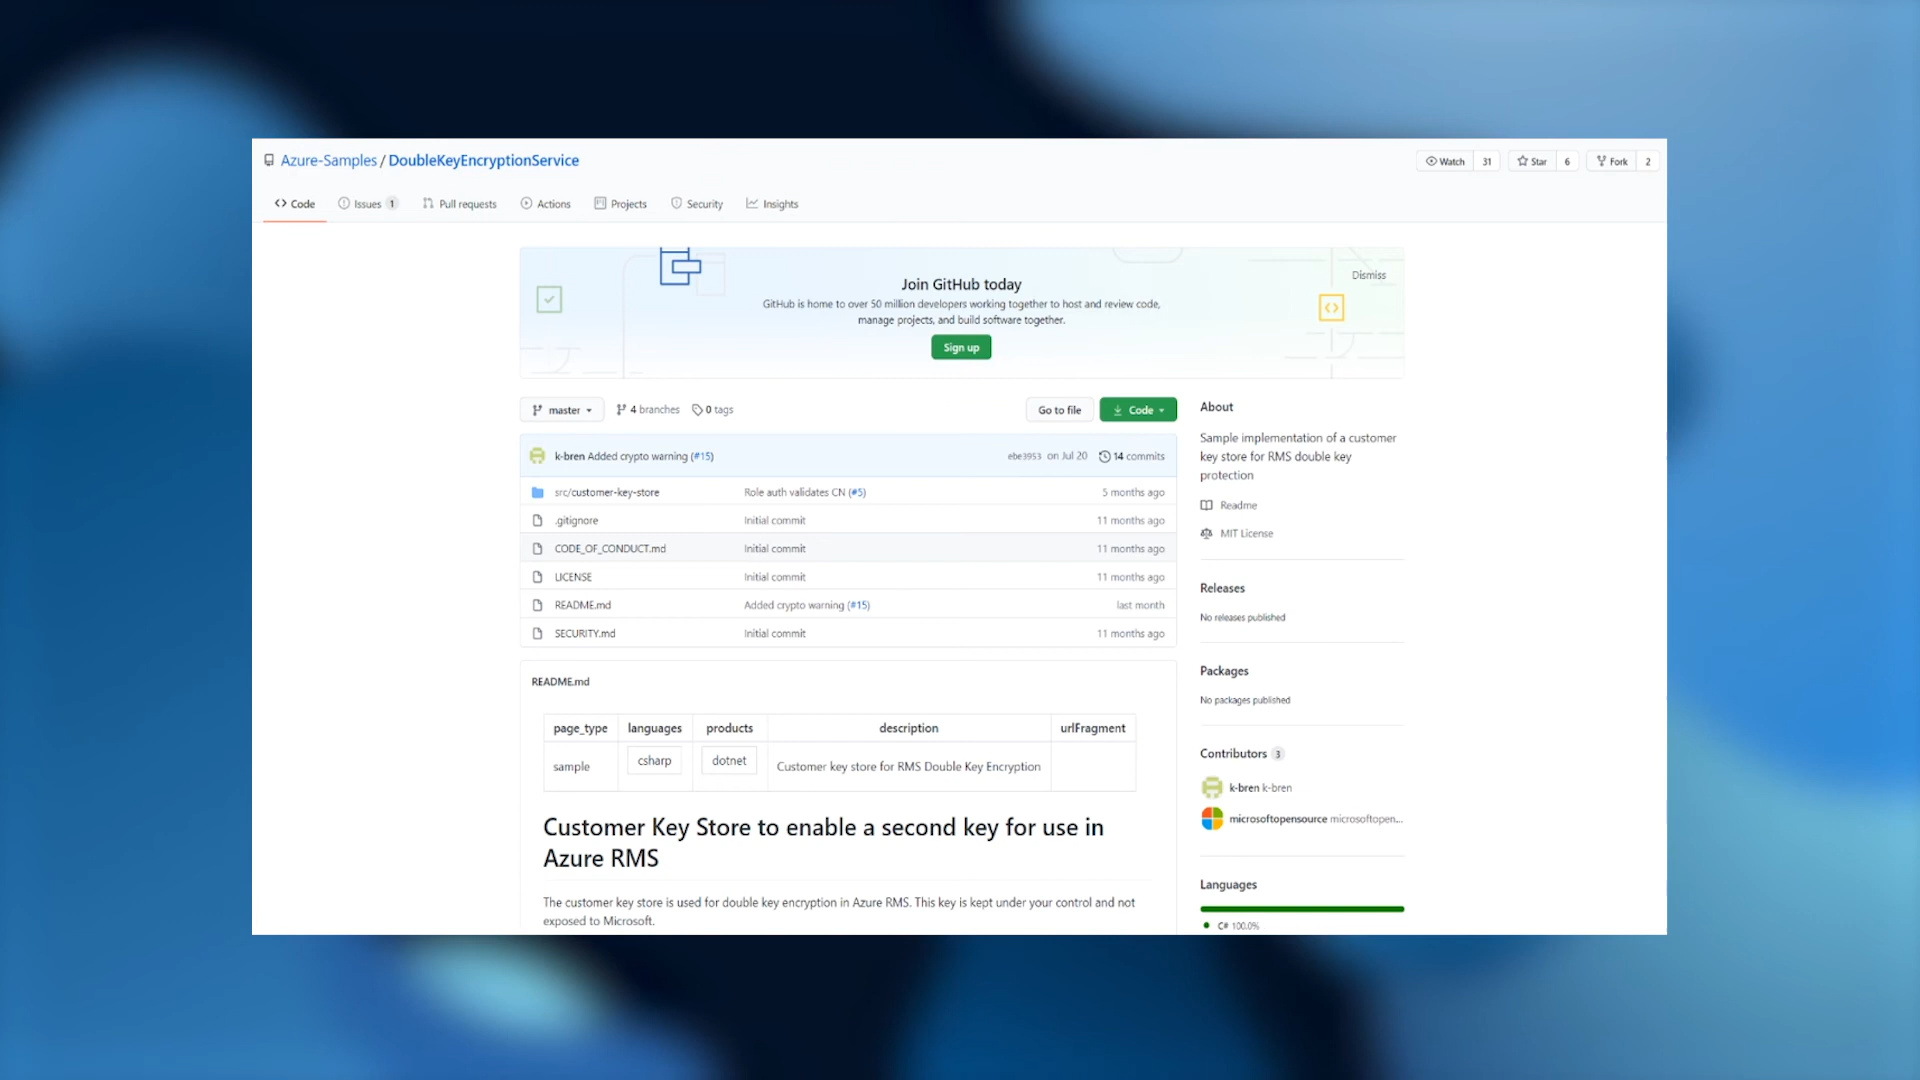 Azure-Samples / DoubleKeyEncryptionService
Watch 31 Star 6 Fork 2
Code Issues 1 Pull requests Actions Projects Security Insights
Dismiss
Join GitHub today
GitHub is home to over 50 million developers working together to host and review code,
manage projects, and build software together.
Sign up
master 4 branches 0 tags Go to file Code
k-bren Added crypto warning (#15) ebe3953 on Jul 20 14 commits
src/customer-key-store Role auth validates CN (#5) 5 months ago
.gitignore Initial commit 11 months ago
CODE_OF_CONDUCT.md Initial commit 11 months ago
LICENSE Initial commit 11 months ago
README.md Added crypto warning (#15) last month
SECURITY.md Initial commit 11 months ago
README.md
page_type languages products description urlFragment
sample csharp dotnet Customer key store for RMS Double Key Encryption
Customer Key Store to enable a second key for use in
Azure RMS
The customer key store is used for double key encryption in Azure RMS. This key is kept under your control and not
exposed to Microsoft.
About
Sample implementation of a customer
key store for RMS double key
protection
Readme
MIT License
Releases
No releases published
Packages
No packages published
Contributors 3
k-bren k-bren
microsoftopensource microsoftopen...
Languages
C# 100.0%